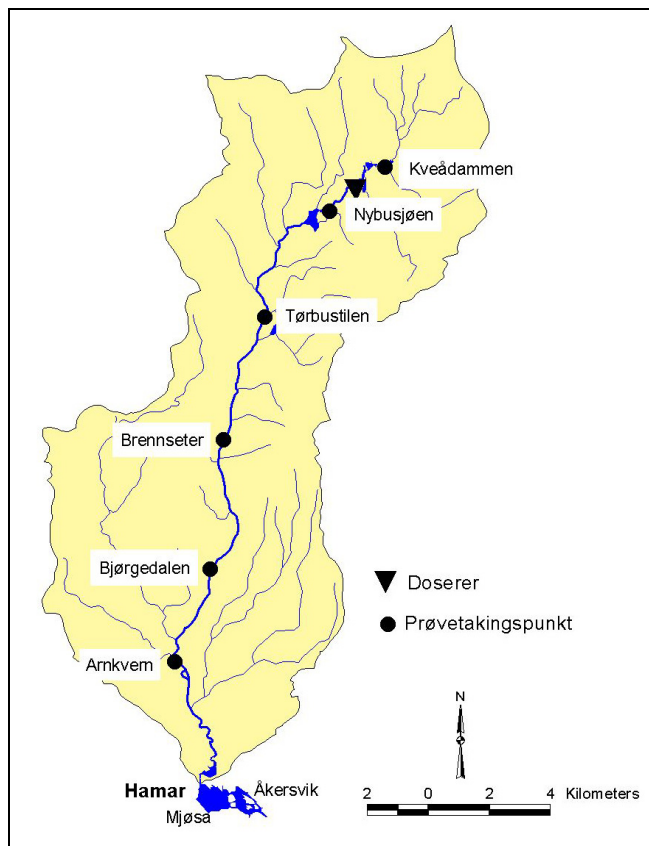 Kveådammen
Nybusjøen
Tørbustilen
Brennseter
Bjørgedalen
Doserer
Prøvetakingspunkt
Arnkvern
N
Hamar
Åkersvik
Mjøsa
2 0 2 4 Kilometers